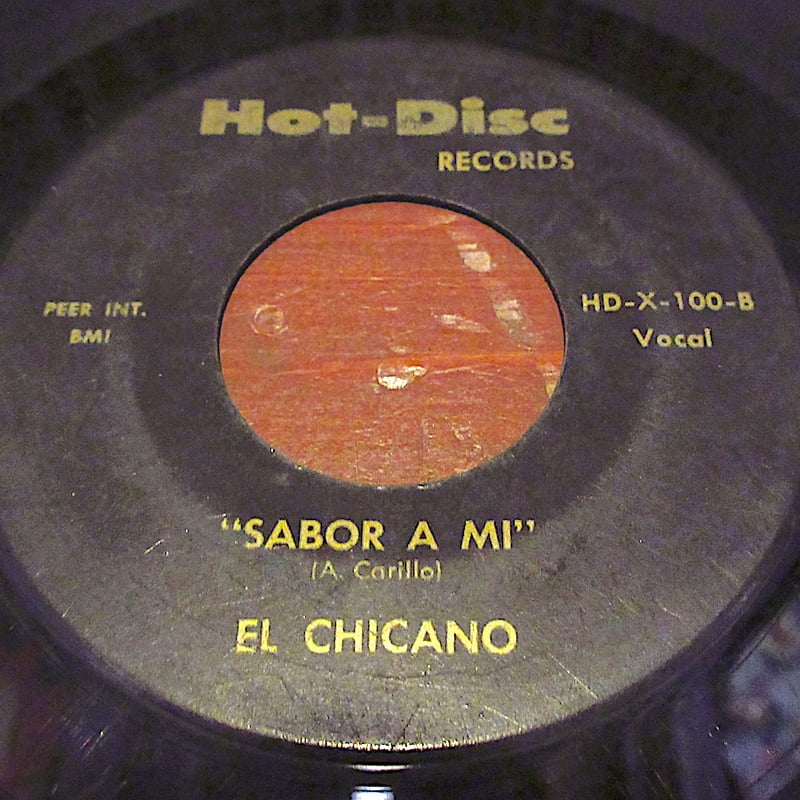 Hot-Disc
RECORDS
PEER INT.
BMI
HD-X-100-B
Vocal
“SABOR A MI”
(A. Carillo)
EL CHICANO